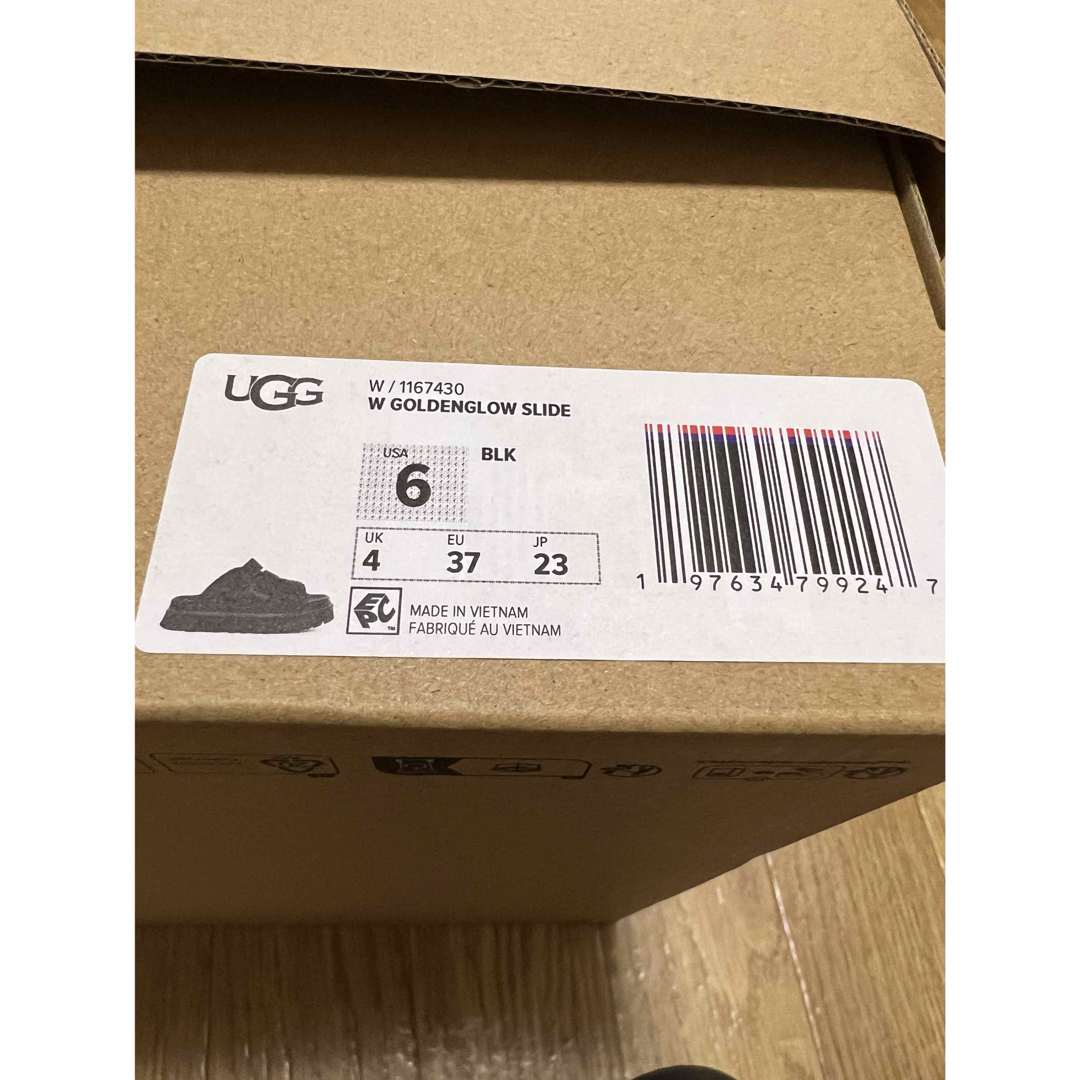 UGG
W / 1167430
W GOLDENGLOW SLIDE
USA
6
BLK
UK EU JP
4 37 23
EPC™
MADE IN VIETNAM
FABRIQUÉ AU VIETNAM
1 97634 79924 7